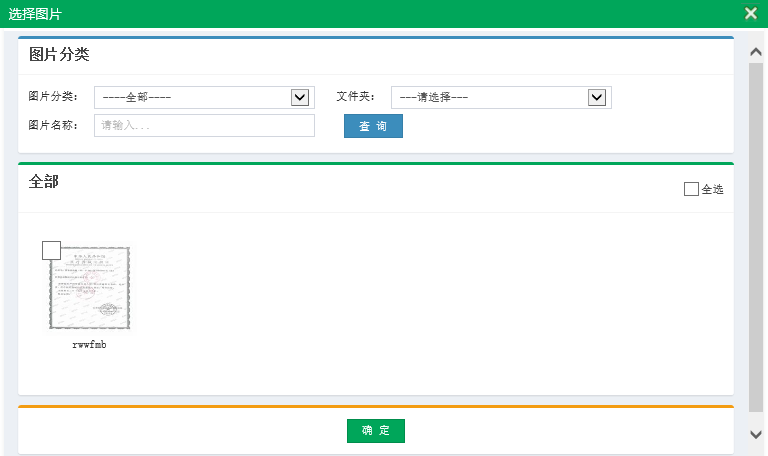 选择图片
图片分类
图片分类: ----全部---- 文件夹: ---请选择---
图片名称: 请输入... 查 询
全部
全选
rwwfmb
确 定